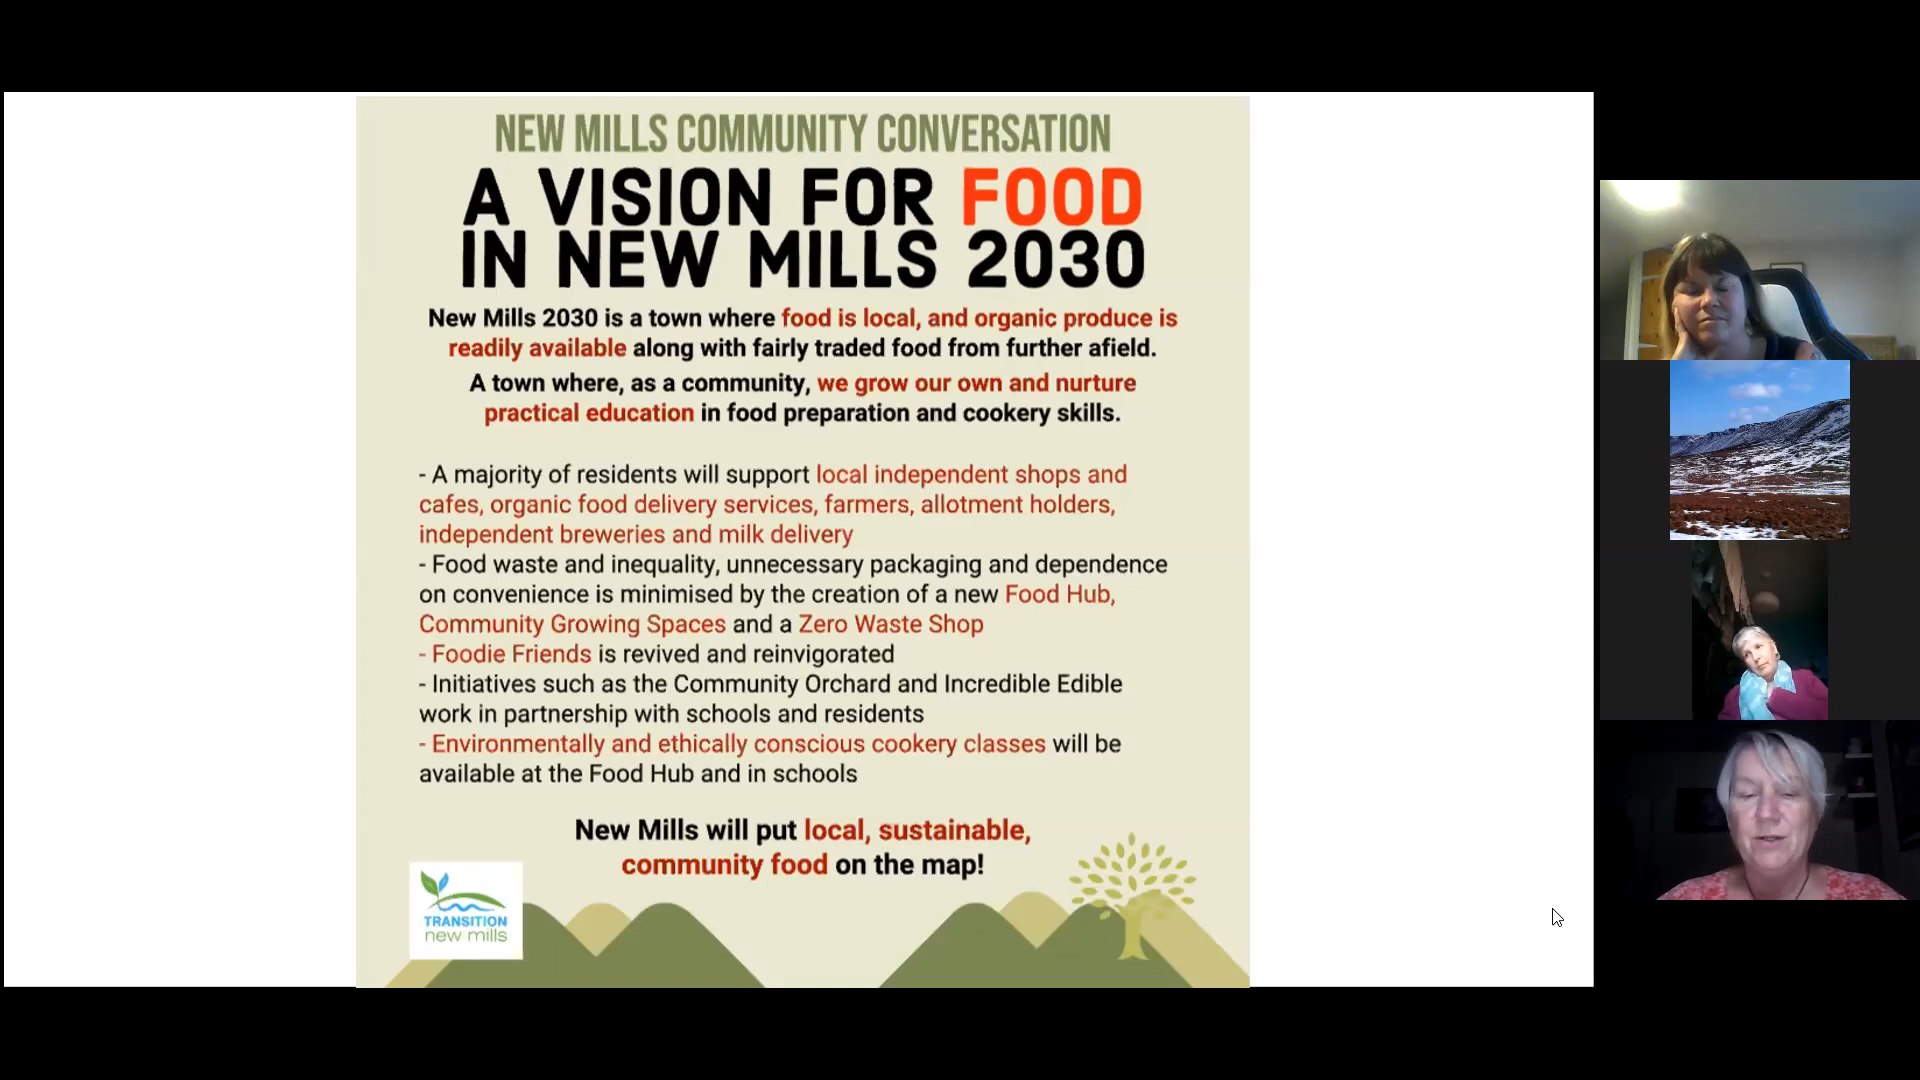 NEW MILLS COMMUNITY CONVERSATION
A VISION FOR FOOD
IN NEW MILLS 2030
New Mills 2030 is a town where food is local, and organic produce is
readily available along with fairly traded food from further afield.
A town where, as a community, we grow our own and nurture
practical education in food preparation and cookery skills.
- A majority of residents will support local independent shops and
cafes, organic food delivery services, farmers, allotment holders,
independent breweries and milk delivery
- Food waste and inequality, unnecessary packaging and dependence
on convenience is minimised by the creation of a new Food Hub,
Community Growing Spaces and a Zero Waste Shop
- Foodie Friends is revived and reinvigorated
- Initiatives such as the Community Orchard and Incredible Edible
work in partnership with schools and residents
- Environmentally and ethically conscious cookery classes will be
available at the Food Hub and in schools
New Mills will put local, sustainable,
community food on the map!
TRANSITION
new mills